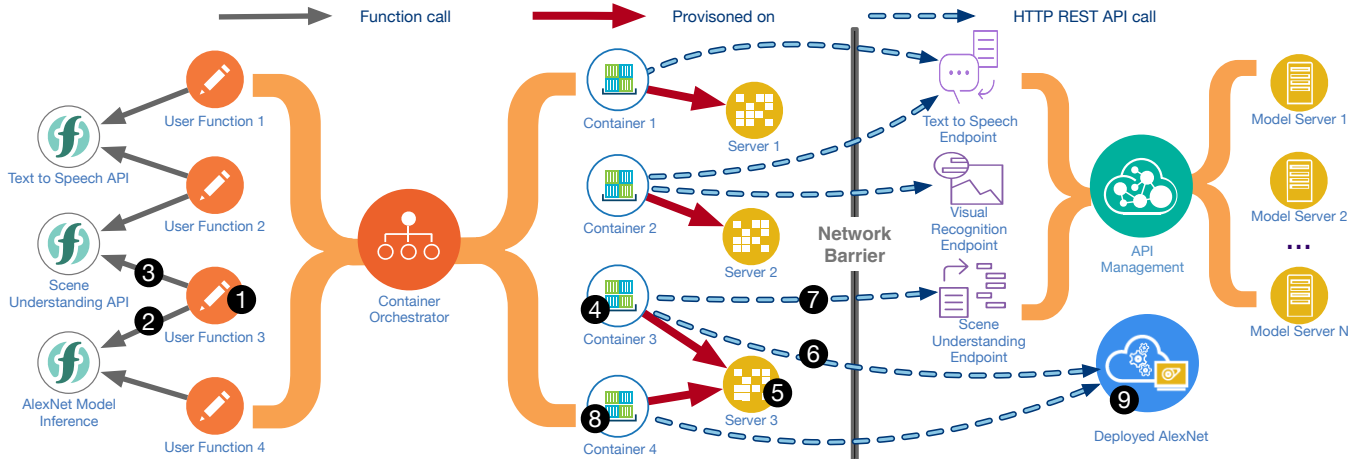 Function call
Provisoned on
HTTP REST API call
User Function 1
Text to Speech API
User Function 2
Scene
Understanding API
3
1
2
User Function 3
AlexNet Model
Inference
User Function 4
Container
Orchestrator
Container 1
Server 1
Container 2
Server 2
4
Container 3
5
Server 3
8
Container 4
Network
Barrier
7
6
Text to Speech
Endpoint
Visual
Recognition
Endpoint
Scene
Understanding
Endpoint
API
Management
Model Server 1
Model Server 2
...
Model Server N
9
Deployed AlexNet